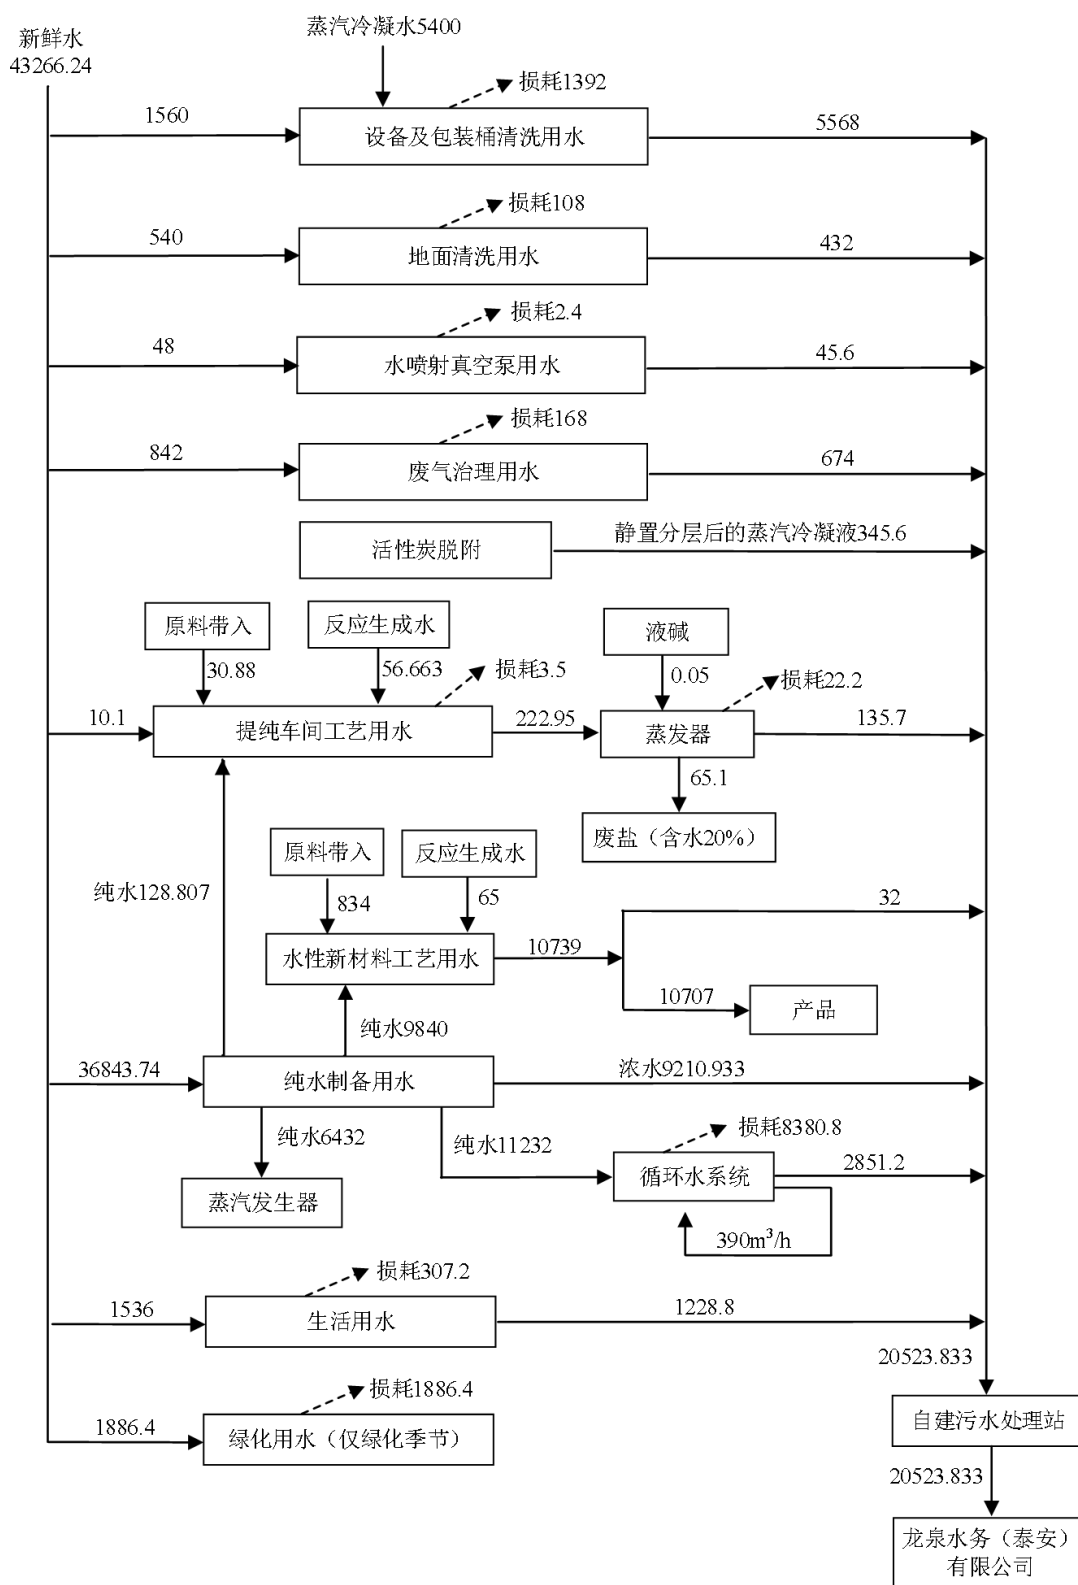 新鲜水
43266.24
蒸汽冷凝水5400
损耗1392
1560
设备及包装桶清洗用水
5568
损耗108
540
地面清洗用水
432
损耗2.4
48
水喷射真空泵用水
45.6
损耗168
842
废气治理用水
674
活性炭脱附
静置分层后的蒸汽冷凝液345.6
原料带入
反应生成水
液碱
30.88
56.663
损耗3.5
0.05
损耗22.2
10.1
提纯车间工艺用水
222.95
蒸发器
135.7
65.1
废盐（含水20%）
原料带入
反应生成水
纯水128.807
834
65
32
水性新材料工艺用水
10739
10707
产品
纯水9840
36843.74
纯水制备用水
浓水9210.933
纯水6432
纯水11232
损耗8380.8
蒸汽发生器
循环水系统
2851.2
390m³/h
损耗307.2
1536
生活用水
1228.8
20523.833
损耗1886.4
1886.4
绿化用水（仅绿化季节）
自建污水处理站
20523.833
龙泉水务（泰安）
有限公司